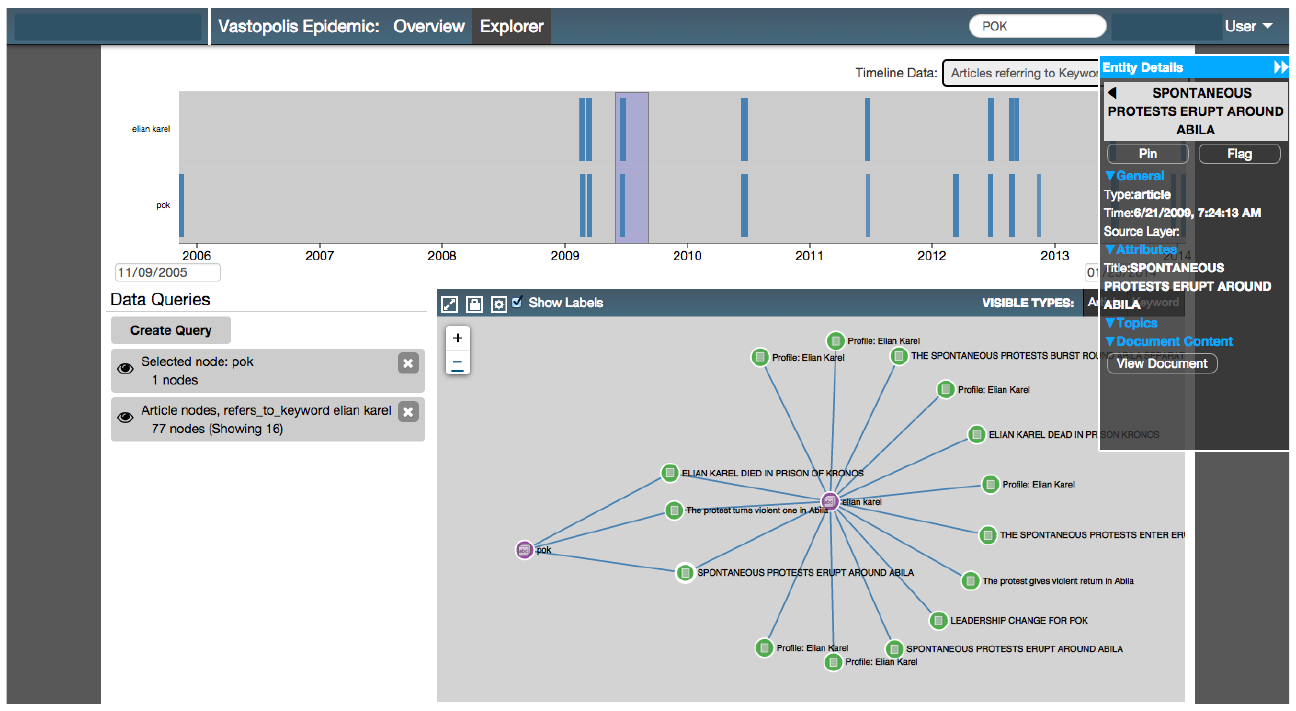 Vastopolis Epidemic: Overview Explorer
POK
User
Timeline Data: Articles referring to Keywor
Entity Details
SPONTANEOUS
PROTESTS ERUPT AROUND
ABILA
Pin Flag
General
Type:article
Time:6/21/2009, 7:24:13 AM
Source Layer:
Attributes
Title:SPONTANEOUS
PROTESTS ERUPT AROUND
ABILA
Topics
Document Content
View Document
elian karel
pok
2006 2007 2008 2009 2010 2011 2012 2013 2014
11/09/2005
Data Queries
Create Query
Selected node: pok
1 nodes
Article nodes, refers_to_keyword elian karel
77 nodes (Showing 16)
Show Labels
VISIBLE TYPES:
Keyword
+
−
Profile: Elian Karel
Profile: Elian Karel
THE SPONTANEOUS PROTESTS BURST ROUND
Profile: Elian Karel
ELIAN KAREL DEAD IN PRISON KRONOS
ELIAN KAREL DIED IN PRISON OF KRONOS
Profile: Elian Karel
elian karel
The protest turns violent one in Abila
THE SPONTANEOUS PROTESTS ENTER ERU
pok
SPONTANEOUS PROTESTS ERUPT AROUND ABILA
The protest gives violent return in Abila
LEADERSHIP CHANGE FOR POK
Profile: Elian Karel
SPONTANEOUS PROTESTS ERUPT AROUND ABILA
Profile: Elian Karel